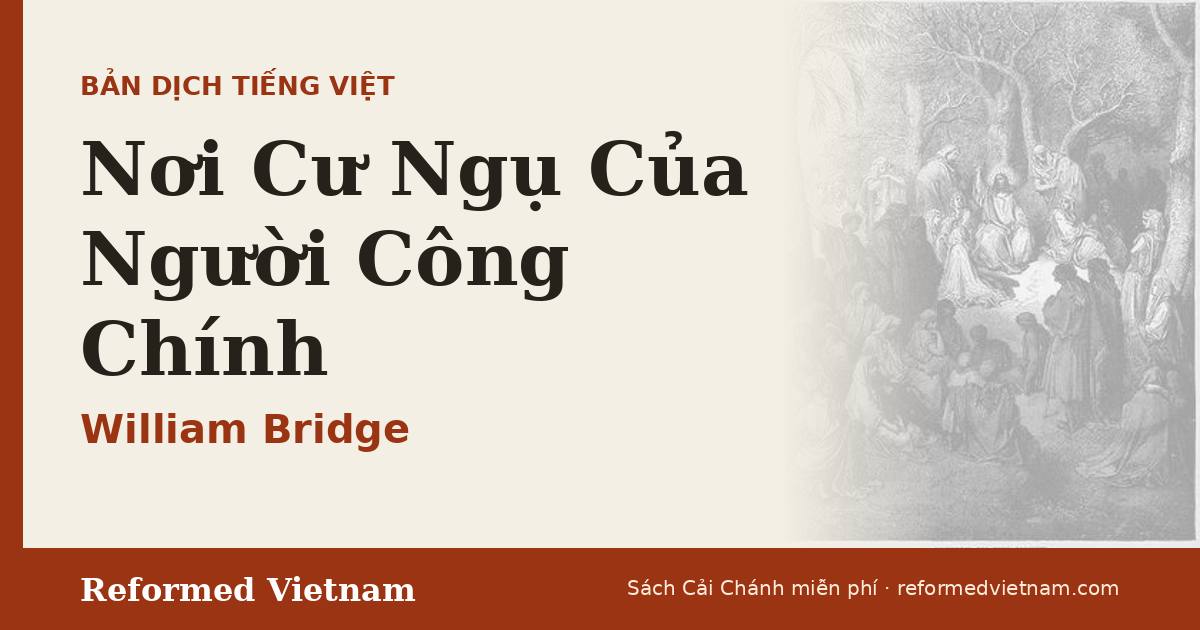 BẢN DỊCH TIẾNG VIỆT
Nơi Cư Ngụ Của
Người Công
Chính
William Bridge
Reformed Vietnam
Sách Cải Chánh miễn phí · reformedvietnam.com